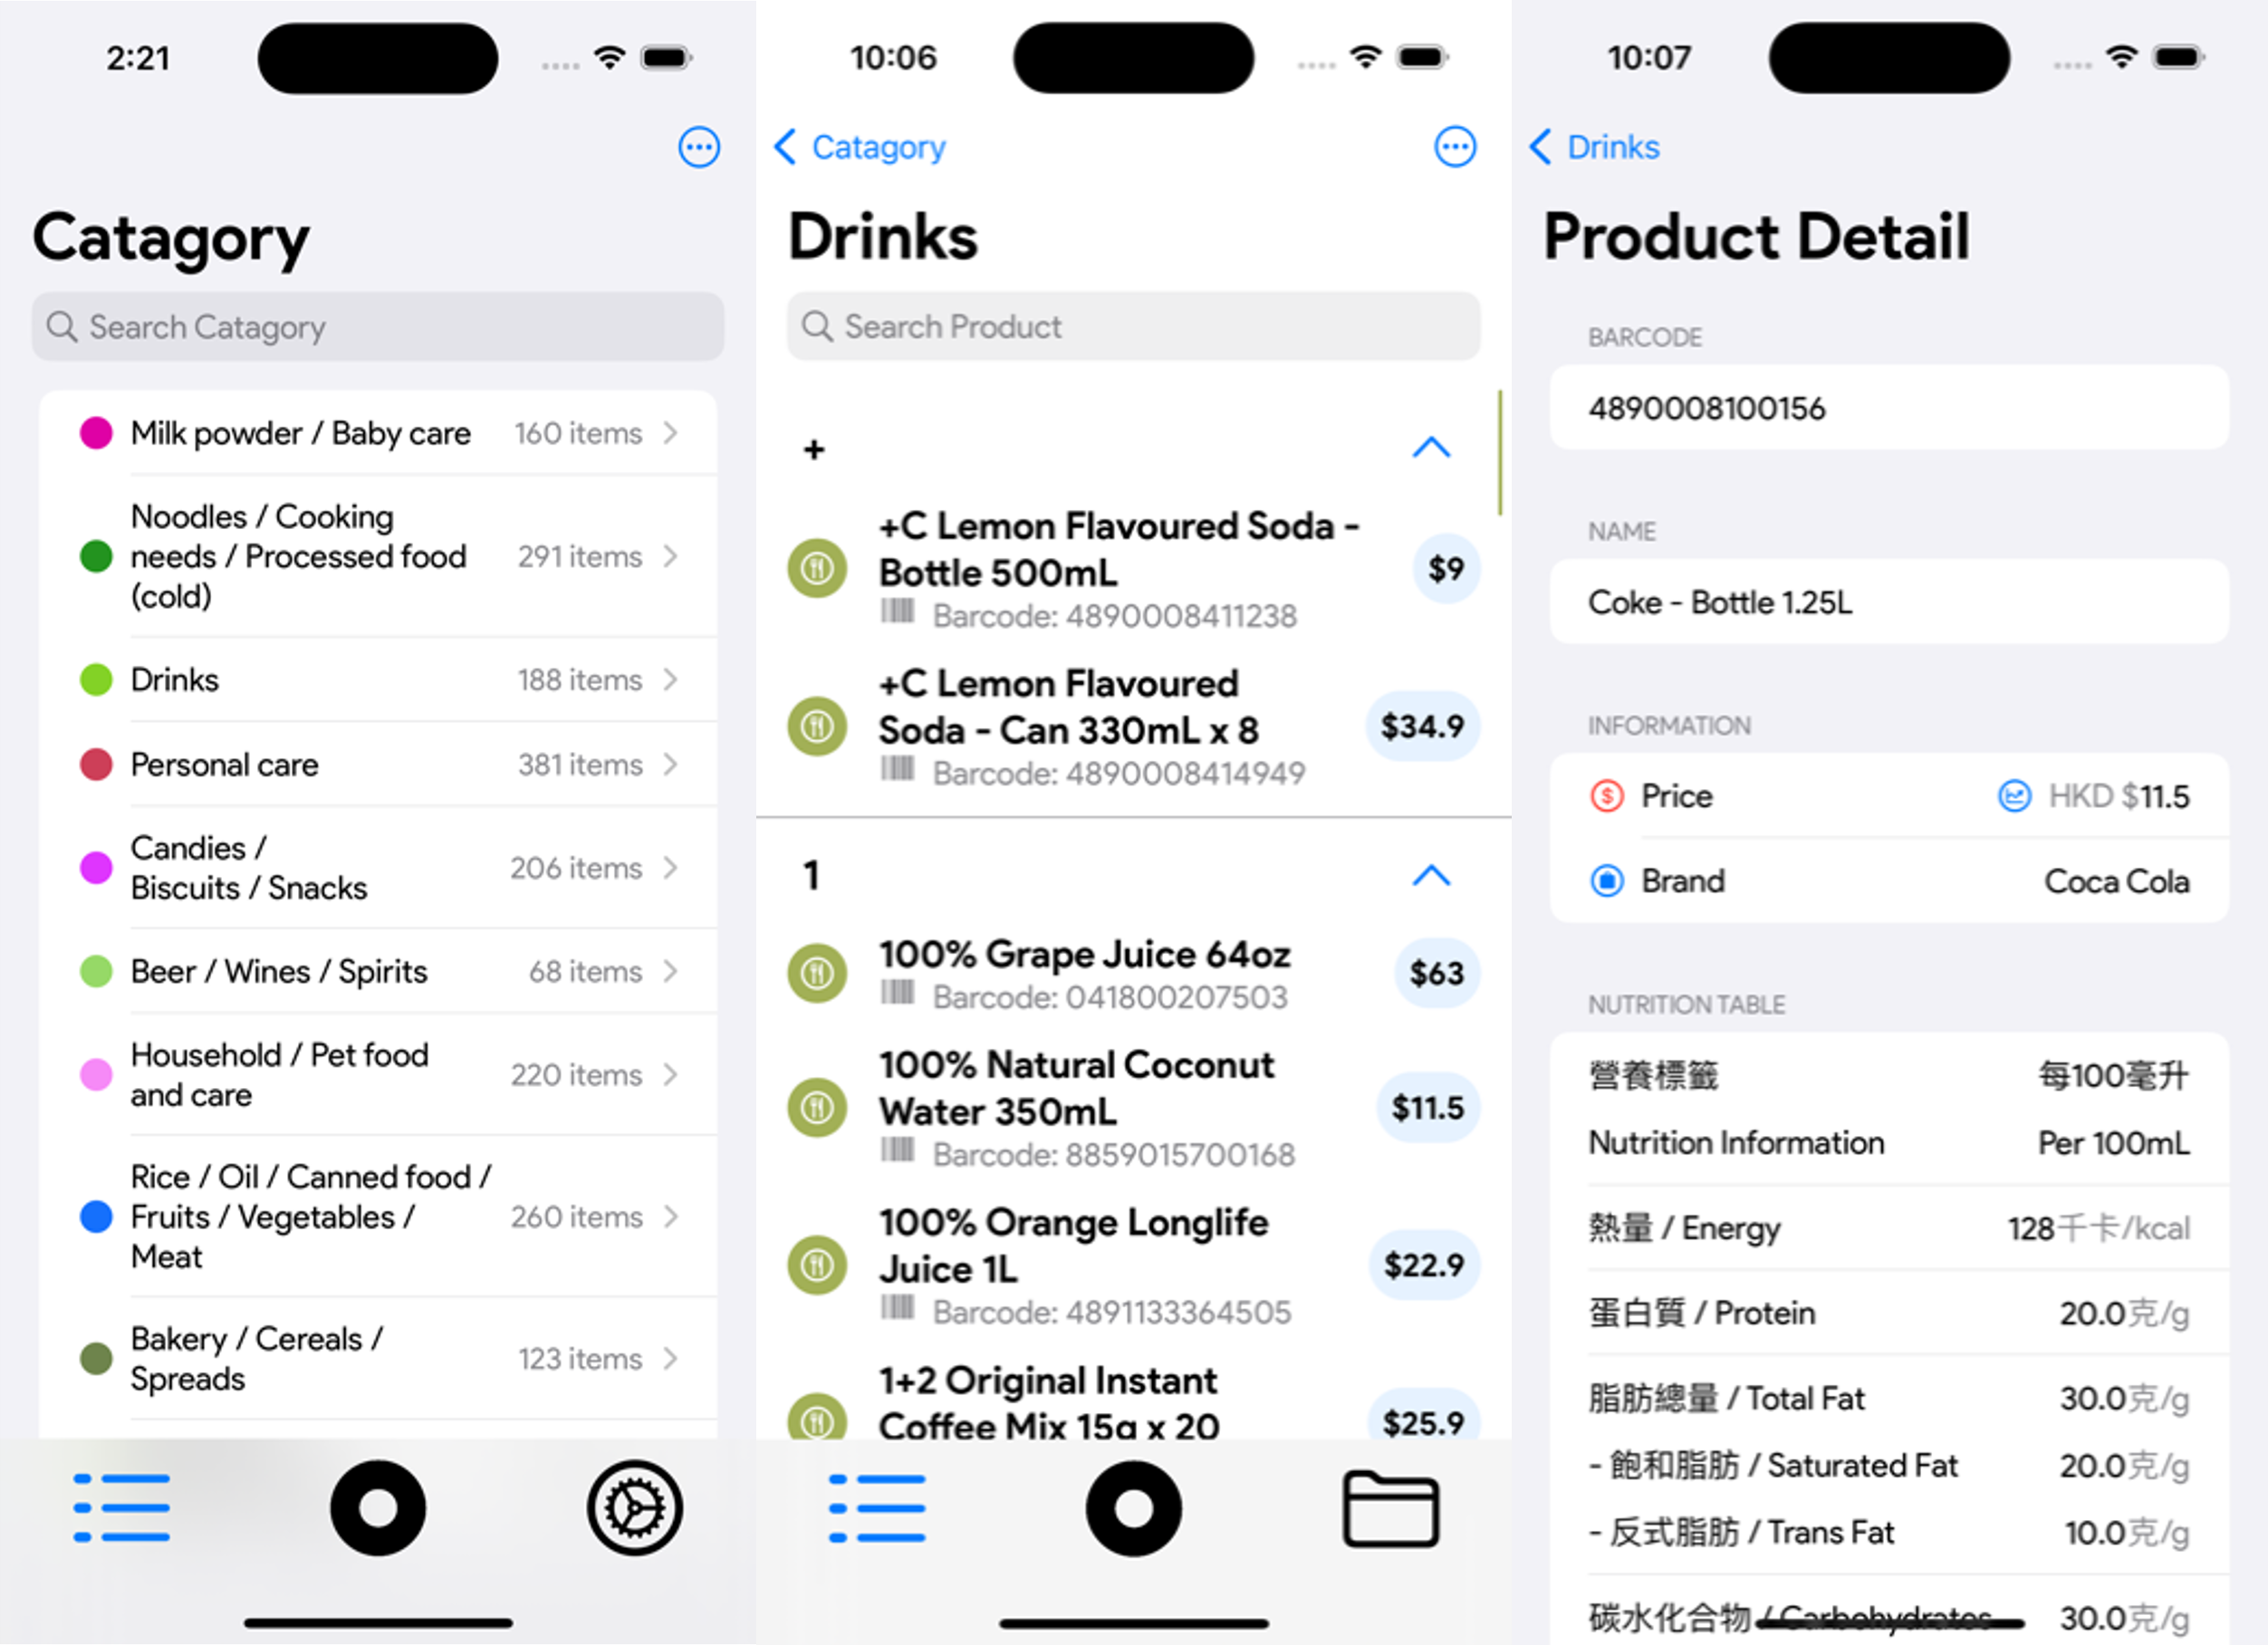 2:21
Catagory
Search Catagory
Milk powder / Baby care 160 items
Noodles / Cooking
needs / Processed food 291 items
(cold)
Drinks 188 items
Personal care 381 items
Candies /
Biscuits / Snacks 206 items
Beer / Wines / Spirits 68 items
Household / Pet food
and care 220 items
Rice / Oil / Canned food /
Fruits / Vegetables / 260 items
Meat
Bakery / Cereals /
Spreads 123 items
10:06
Catagory
Drinks
Search Product
+
+C Lemon Flavoured Soda -
Bottle 500mL $9
Barcode: 4890008411238
+C Lemon Flavoured
Soda - Can 330mL x 8 $34.9
Barcode: 4890008414949
1
100% Grape Juice 64oz $63
Barcode: 041800207503
100% Natural Coconut
Water 350mL $11.5
Barcode: 8859015700168
100% Orange Longlife
Juice 1L $22.9
Barcode: 4891133364505
1+2 Original Instant
Coffee Mix 15g x 20 $25.9
10:07
Drinks
Product Detail
BARCODE
4890008100156
NAME
Coke - Bottle 1.25L
INFORMATION
Price HKD $11.5
Brand Coca Cola
NUTRITION TABLE
營養標籤 每100毫升
Nutrition Information Per 100mL
熱量 / Energy 128千卡/kcal
蛋白質 / Protein 20.0克/g
脂肪總量 / Total Fat 30.0克/g
- 飽和脂肪 / Saturated Fat 20.0克/g
- 反式脂肪 / Trans Fat 10.0克/g
碳水化合物 / Carbohydrates 30.0克/g